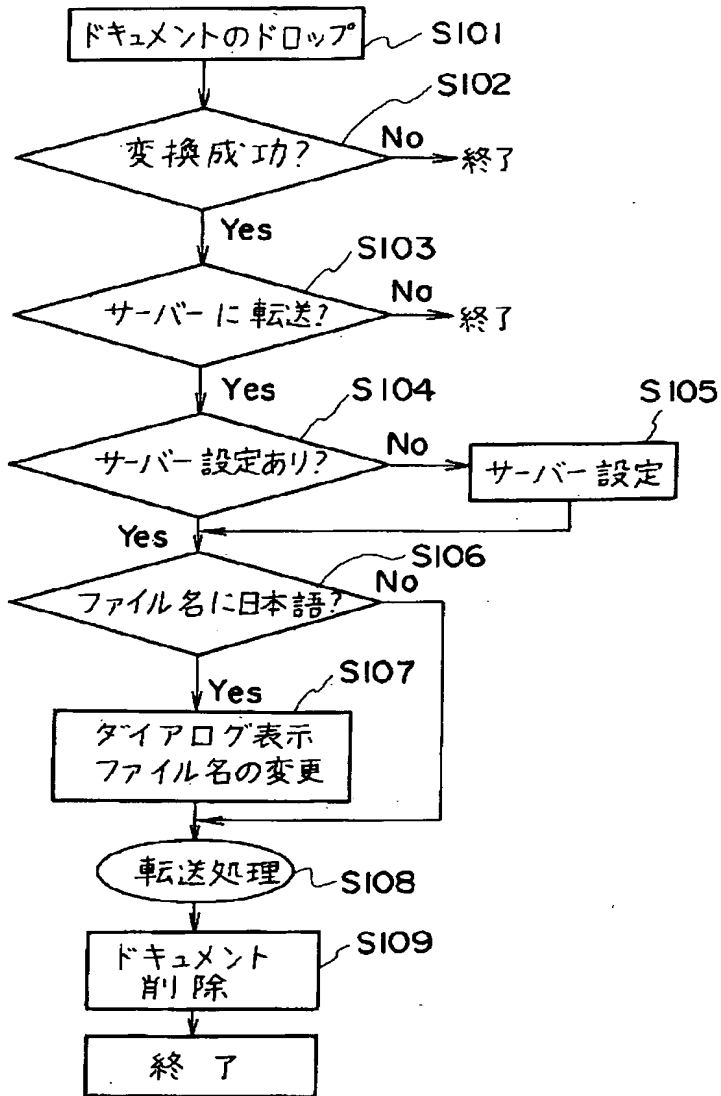 ドキュメントのドロップ
S101
S102
変換成功?
No
終了
Yes
S103
サーバーに転送?
No
終了
Yes
S104
S105
サーバー設定あり?
No
サーバー設定
Yes
S106
ファイル名に日本語?
No
Yes
S107
ダイアログ表示
ファイル名の変更
転送処理
S108
ドキュメント
削除
S109
終了